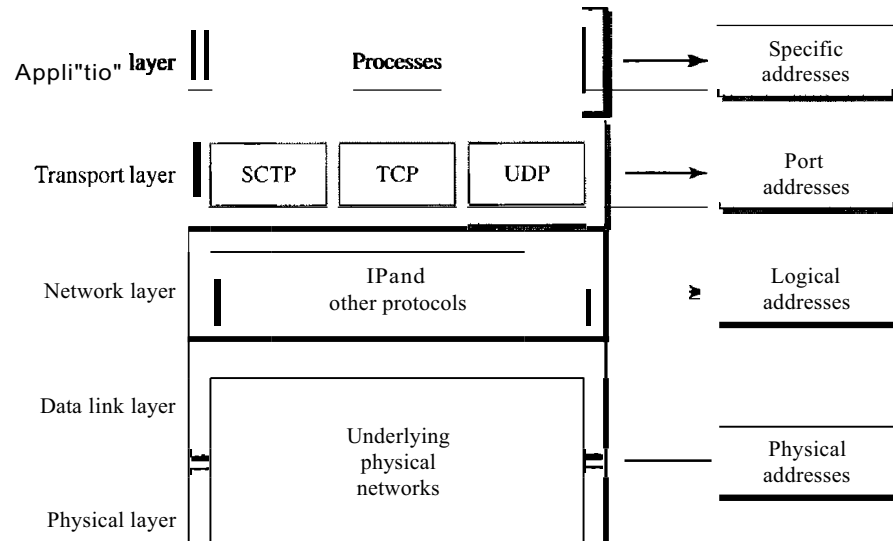 Appli"tio" layer
Processes
Specific
addresses
Transport layer
SCTP
TCP
UDP
Port
addresses
Network layer
IPand
other protocols
Logical
addresses
Data link layer
Underlying
physical
networks
Physical
addresses
Physical layer